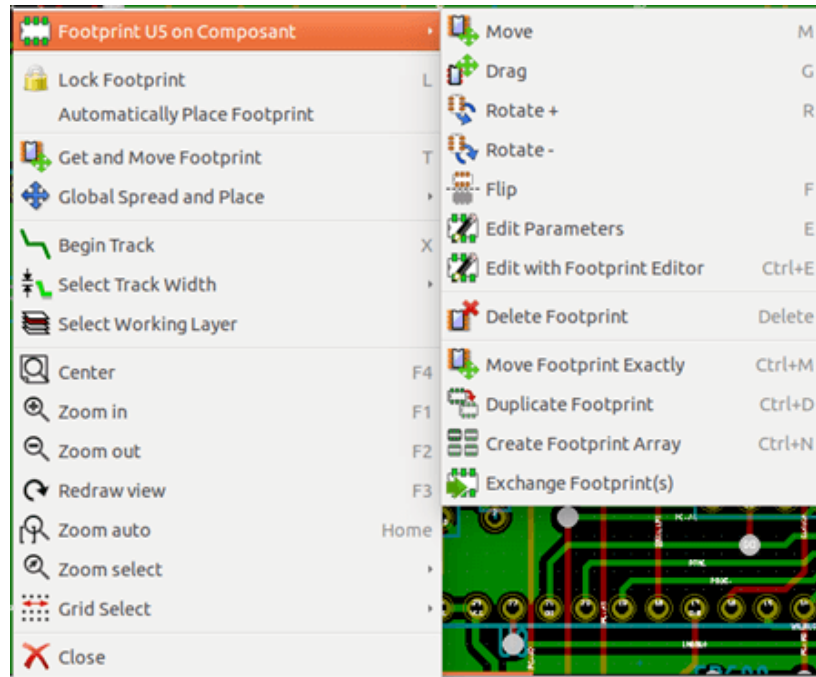 Footprint U5 on Composant
Lock Footprint L
Automatically Place Footprint
Get and Move Footprint T
Global Spread and Place
Begin Track X
Select Track Width
Select Working Layer
Center F4
Zoom in F1
Zoom out F2
Redraw view F3
Zoom auto Home
Zoom select
Grid Select
Close
Move M
Drag G
Rotate + R
Rotate -
Flip F
Edit Parameters E
Edit with Footprint Editor Ctrl+E
Delete Footprint Delete
Move Footprint Exactly Ctrl+M
Duplicate Footprint Ctrl+D
Create Footprint Array Ctrl+N
Exchange Footprint(s)